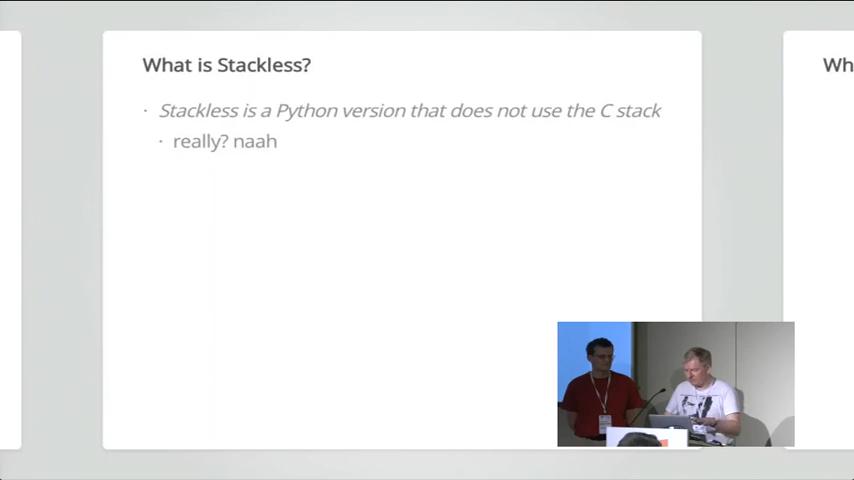 What is Stackless?
Wh
· Stackless is a Python version that does not use the C stack
· really? naah